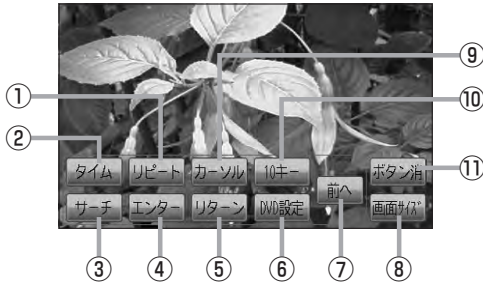 ⑨
①
⑩
②
タイム リピート カーソル 10キー ボタン消 ⑪
前へ
サーチ エンター リターン DVD設定 画面ｻｲｽﾞ
③ ④ ⑤ ⑥ ⑦ ⑧